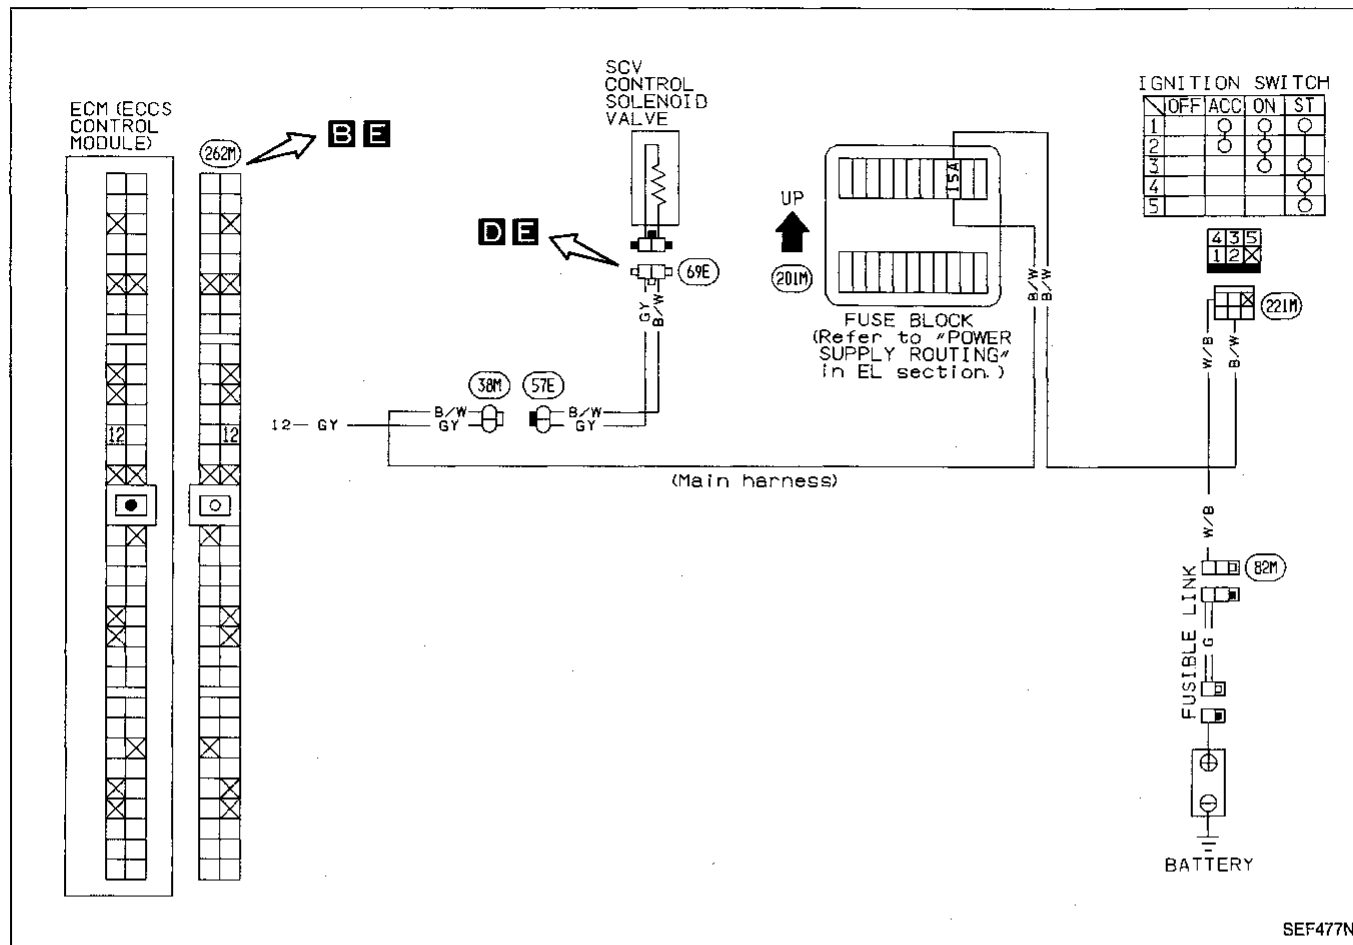 ECM (ECCS
CONTROL
MODULE)
262M
B E
12
12
12 — GY
SCV
CONTROL
SOLENOID
VALVE
D E
69E
GY
B/W
38M
57E
B/W
GY
B/W
GY
UP
201M
15A
FUSE BLOCK
(Refer to "POWER
SUPPLY ROUTING"
in EL section.)
B/W
B/W
(Main harness)
IGNITION SWITCH
OFF ACC ON ST
1
2
3
4
5
4 3 5
1 2
221M
W/B
B/W
W/B
82M
FUSIBLE LINK
G
BATTERY
SEF477N